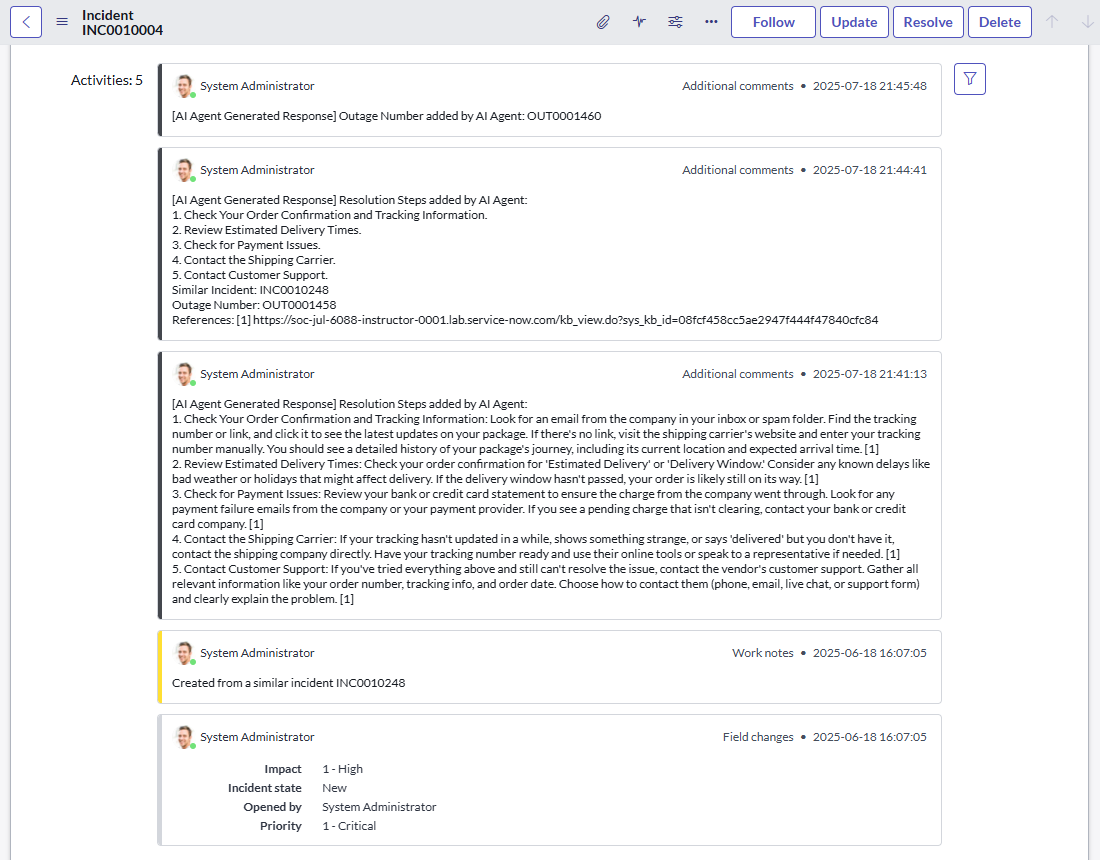 Incident
INC0010004
Follow
Update
Resolve
Delete
Activities: 5
System Administrator
Additional comments • 2025-07-18 21:45:48
[AI Agent Generated Response] Outage Number added by AI Agent: OUT0001460
System Administrator
Additional comments • 2025-07-18 21:44:41
[AI Agent Generated Response] Resolution Steps added by AI Agent:
1. Check Your Order Confirmation and Tracking Information.
2. Review Estimated Delivery Times.
3. Check for Payment Issues.
4. Contact the Shipping Carrier.
5. Contact Customer Support.
Similar Incident: INC0010248
Outage Number: OUT0001458
References: [1] https://soc-jul-6088-instructor-0001.lab.service-now.com/kb_view.do?sys_kb_id=08fcf458cc5ae2947f444f47840cfc84
System Administrator
Additional comments • 2025-07-18 21:41:13
[AI Agent Generated Response] Resolution Steps added by AI Agent:
1. Check Your Order Confirmation and Tracking Information: Look for an email from the company in your inbox or spam folder. Find the tracking
number or link, and click it to see the latest updates on your package. If there's no link, visit the shipping carrier's website and enter your tracking
number manually. You should see a detailed history of your package's journey, including its current location and expected arrival time. [1]
2. Review Estimated Delivery Times: Check your order confirmation for 'Estimated Delivery' or 'Delivery Window.' Consider any known delays like
bad weather or holidays that might affect delivery. If the delivery window hasn't passed, your order is likely still on its way. [1]
3. Check for Payment Issues: Review your bank or credit card statement to ensure the charge from the company went through. Look for any
payment failure emails from the company or your payment provider. If you see a pending charge that isn't clearing, contact your bank or credit
card company. [1]
4. Contact the Shipping Carrier: If your tracking hasn't updated in a while, shows something strange, or says 'delivered' but you don't have it,
contact the shipping company directly. Have your tracking number ready and use their online tools or speak to a representative if needed. [1]
5. Contact Customer Support: If you've tried everything above and still can't resolve the issue, contact the vendor's customer support. Gather all
relevant information like your order number, tracking info, and order date. Choose how to contact them (phone, email, live chat, or support form)
and clearly explain the problem. [1]
System Administrator
Work notes • 2025-06-18 16:07:05
Created from a similar incident INC0010248
System Administrator
Field changes • 2025-06-18 16:07:05
Impact 1 - High
Incident state New
Opened by System Administrator
Priority 1 - Critical